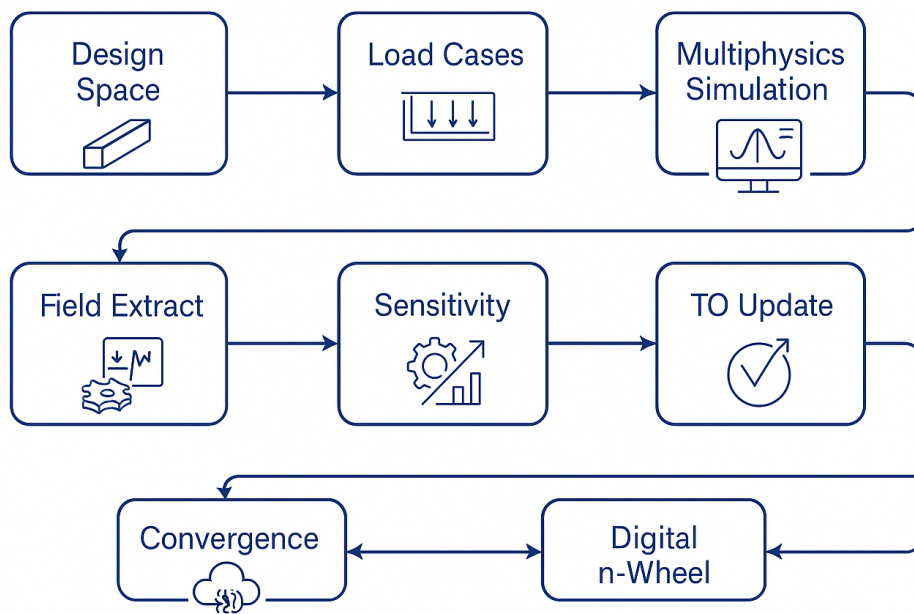 Design
Space
Load Cases
Multiphysics
Simulation
Field Extract
Sensitivity
TO Update
Convergence
Digital
n-Wheel